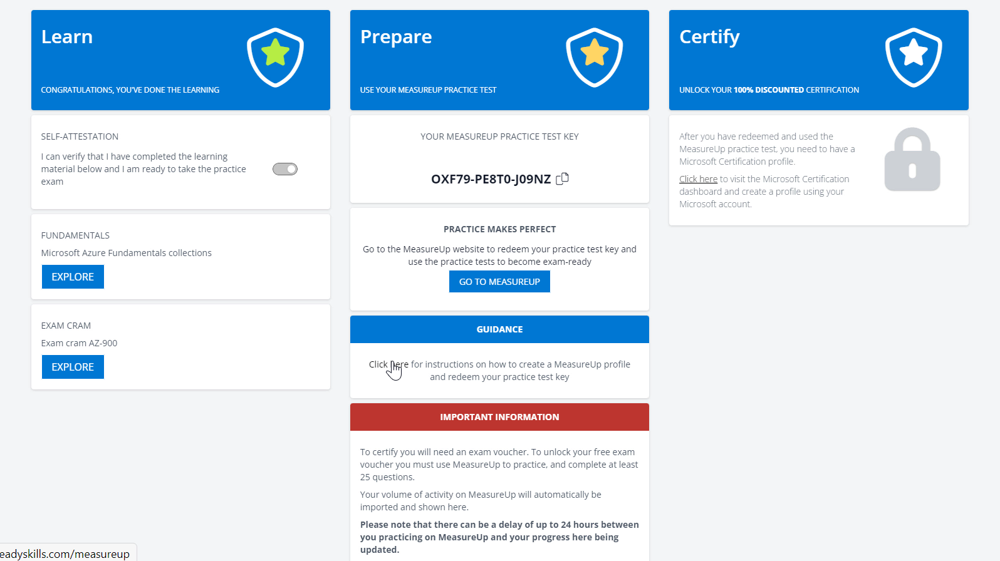 Learn
CONGRATULATIONS, YOU'VE DONE THE LEARNING
SELF-ATTESTATION
I can verify that I have completed the learning
material below and I am ready to take the practice
exam
FUNDAMENTALS
Microsoft Azure Fundamentals collections
EXPLORE
EXAM CRAM
Exam cram AZ-900
EXPLORE
Prepare
USE YOUR MEASUREUP PRACTICE TEST
YOUR MEASUREUP PRACTICE TEST KEY
OXF79-PE8T0-J09NZ
PRACTICE MAKES PERFECT
Go to the MeasureUp website to redeem your practice test key and
use the practice tests to become exam-ready
GO TO MEASUREUP
GUIDANCE
Click here for instructions on how to create a MeasureUp profile
and redeem your practice test key
IMPORTANT INFORMATION
To certify you will need an exam voucher. To unlock your free exam
voucher you must use MeasureUp to practice, and complete at least
25 questions.
Your volume of activity on MeasureUp will automatically be
imported and shown here.
Please note that there can be a delay of up to 24 hours between
you practicing on MeasureUp and your progress here being
updated.
Certify
UNLOCK YOUR 100% DISCOUNTED CERTIFICATION
After you have redeemed and used the
MeasureUp practice test, you need to have a
Microsoft Certification profile.
Click here to visit the Microsoft Certification
dashboard and create a profile using your
Microsoft account.
eadyskills.com/measureup